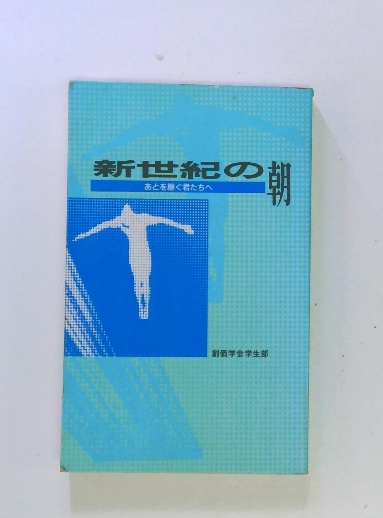 新世紀の朝
あとを継ぐ君たちへ
創価学会学生部